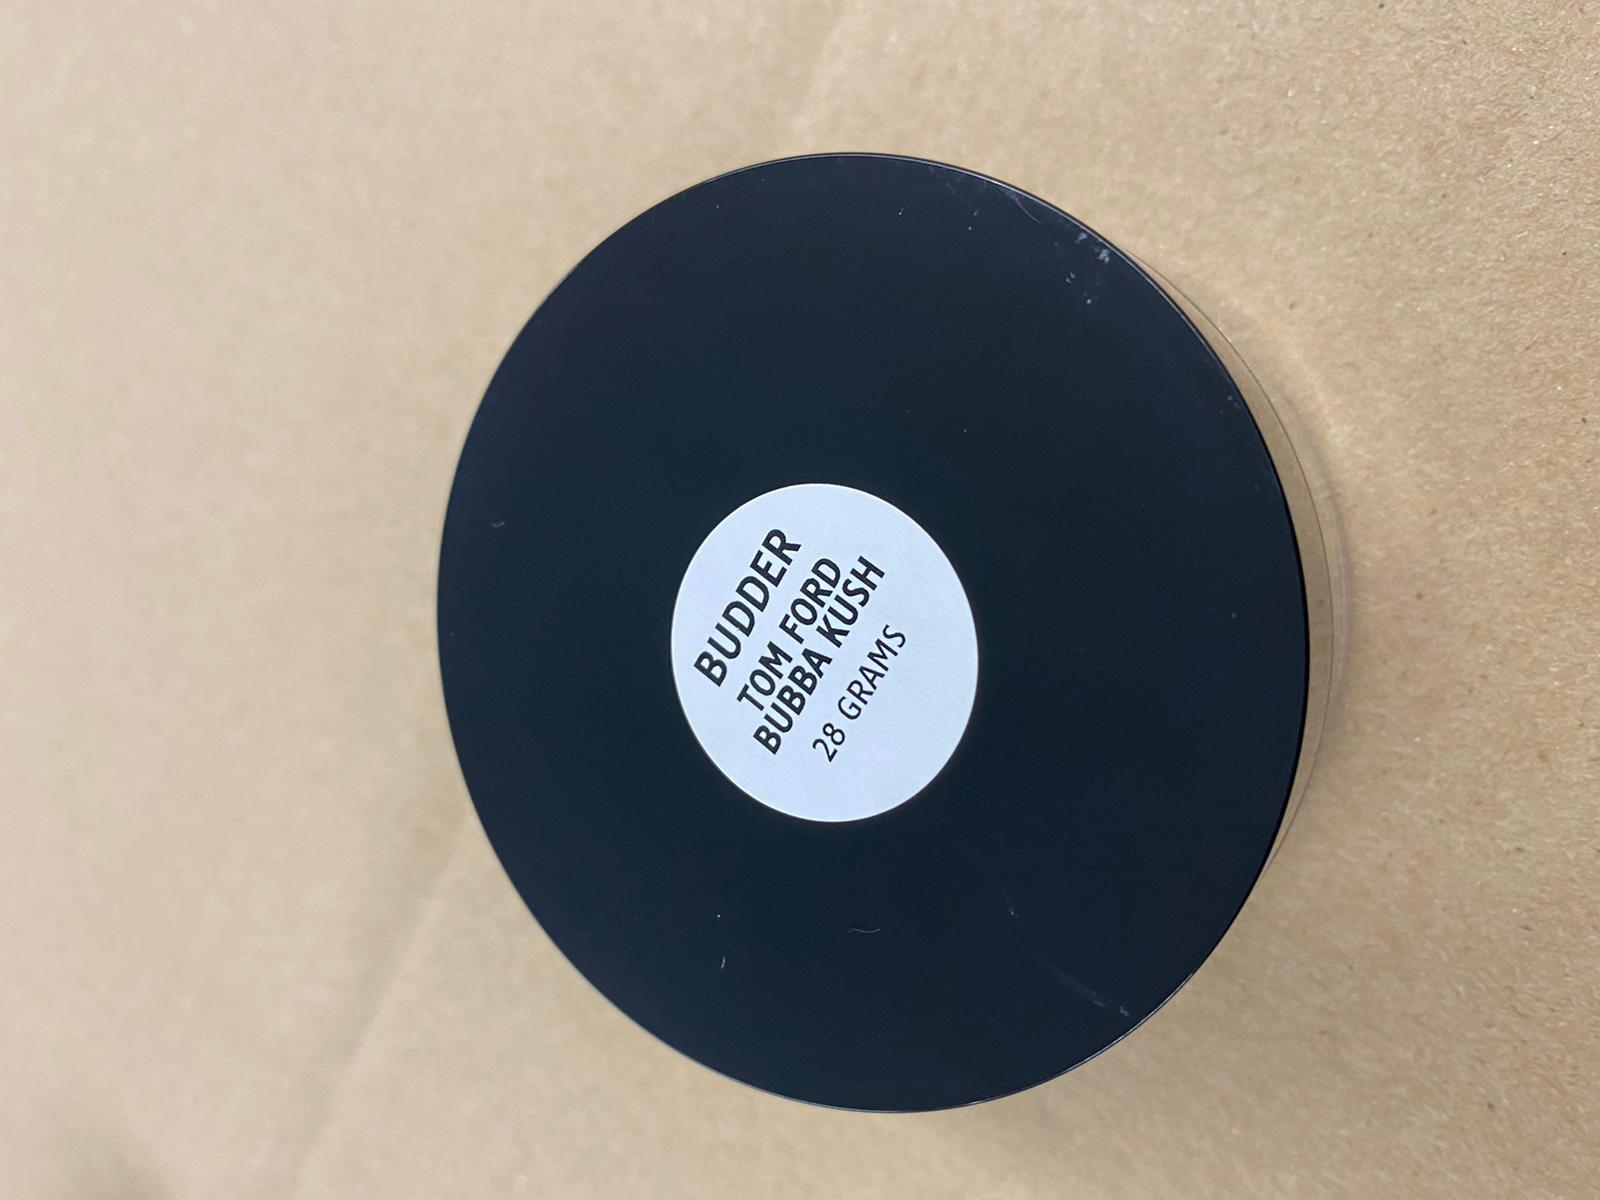 BUDDER
TOM FORD
BUBBA KUSH
28 GRAMS